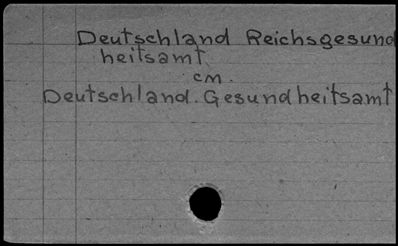 Deutschland Reichsgesund
heitsamt
cm.
Deutschland. Gesundheitsamt